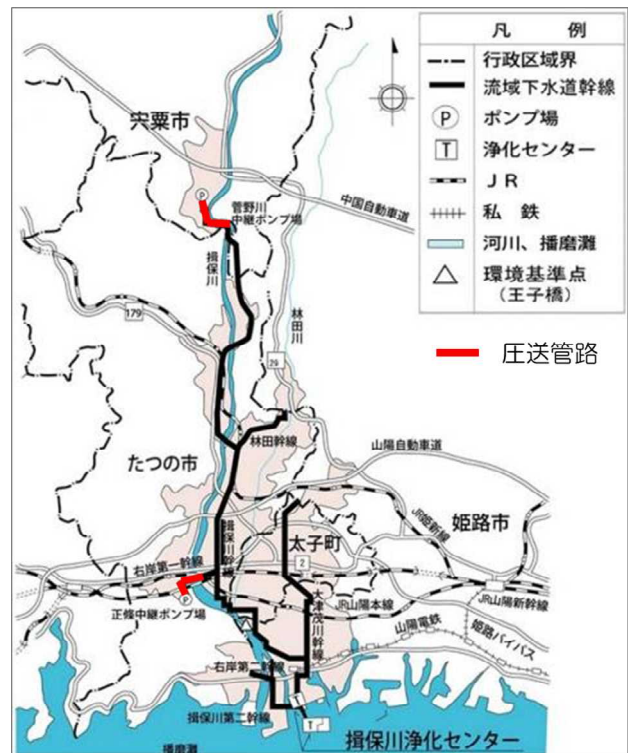 凡 例
行政区域界
流域下水道幹線
P
ポンプ場
T
浄化センター
ＪＲ
私 鉄
河川、播磨灘
環境基準点
(王子橋)
圧送管路
宍粟市
P
菅野川
中継ポンプ場
中国自動車道
揖保川
179
林田川
29
林田幹線
山陽自動車道
たつの市
JR姫新線
姫路市
揖保川幹線
太子町
右岸第一幹線
2
P
正條中継ポンプ場
大津茂川幹線
JR山陽本線
JR山陽新幹線
山陽電鉄
姫路バイパス
右岸第二幹線
揖保川第二幹線
T
揖保川浄化センター
播磨灘